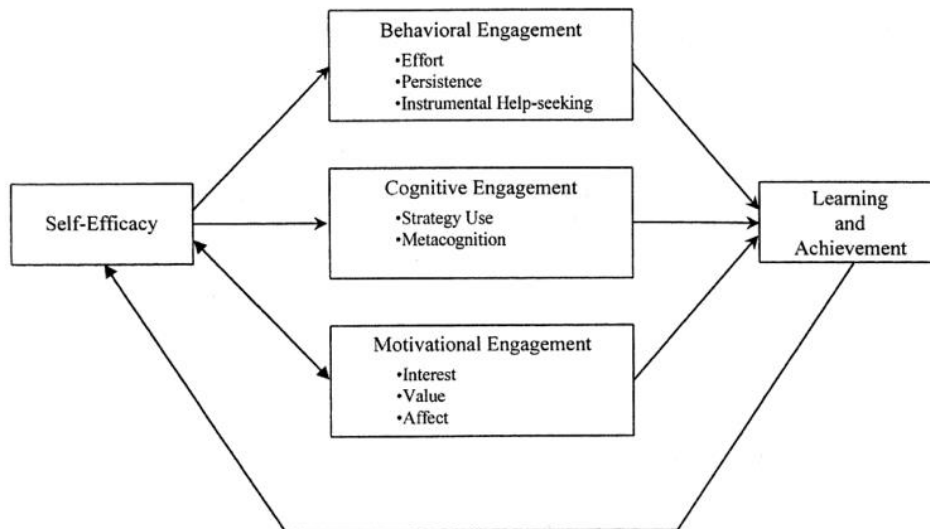 Behavioral Engagement
•Effort
•Persistence
•Instrumental Help-seeking
Self-Efficacy
Cognitive Engagement
•Strategy Use
•Metacognition
Learning
and
Achievement
Motivational Engagement
•Interest
•Value
•Affect